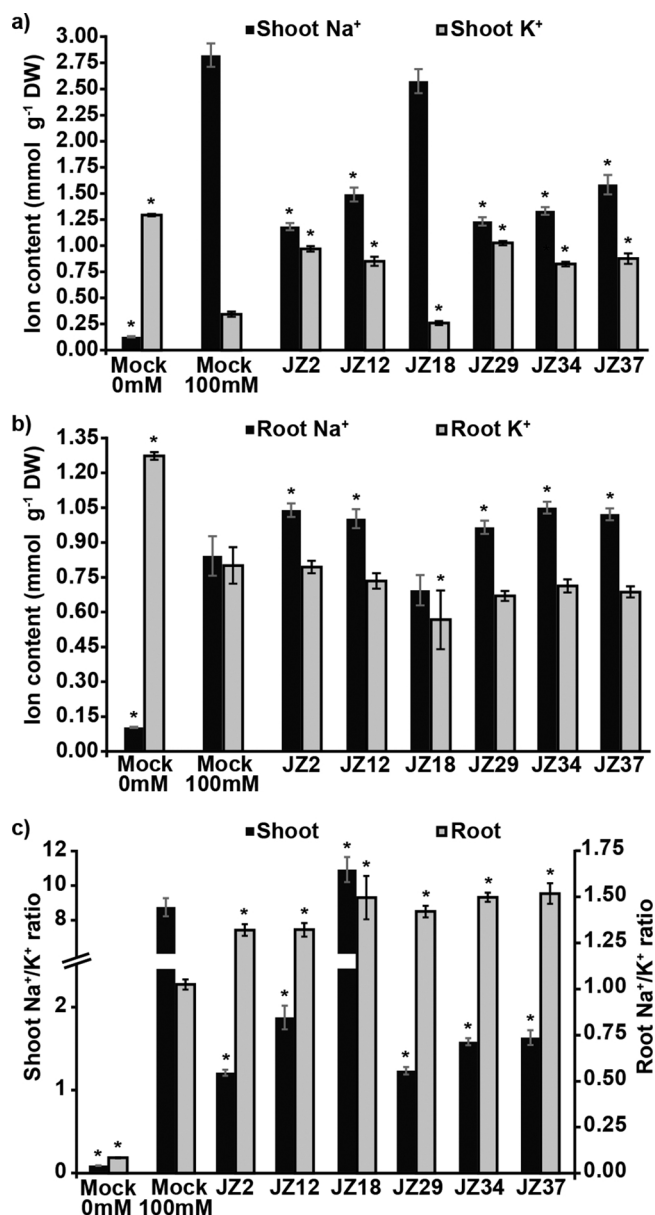 a)
Shoot Na⁺ Shoot K⁺
Ion content (mmol g⁻¹ DW)
3.00
2.75
2.50
2.25
2.00
1.75
1.50
1.25
1.00
0.75
0.50
0.25
0.00
* * * * * * * * * * * * *
Mock 0mM Mock 100mM JZ2 JZ12 JZ18 JZ29 JZ34 JZ37
b)
Root Na⁺ Root K⁺
Ion content (mmol g⁻¹ DW)
1.35
1.20
1.05
0.90
0.75
0.60
0.45
0.30
0.15
0.00
* * * * * * * *
Mock 0mM Mock 100mM JZ2 JZ12 JZ18 JZ29 JZ34 JZ37
c)
Shoot Root
Shoot Na⁺/K⁺ ratio
12
10
8
2
1
0
* * * * * * * * * * * * * *
Root Na⁺/K⁺ ratio
1.75
1.50
1.25
1.00
0.75
0.50
0.25
0.00
Mock 0mM Mock 100mM JZ2 JZ12 JZ18 JZ29 JZ34 JZ37